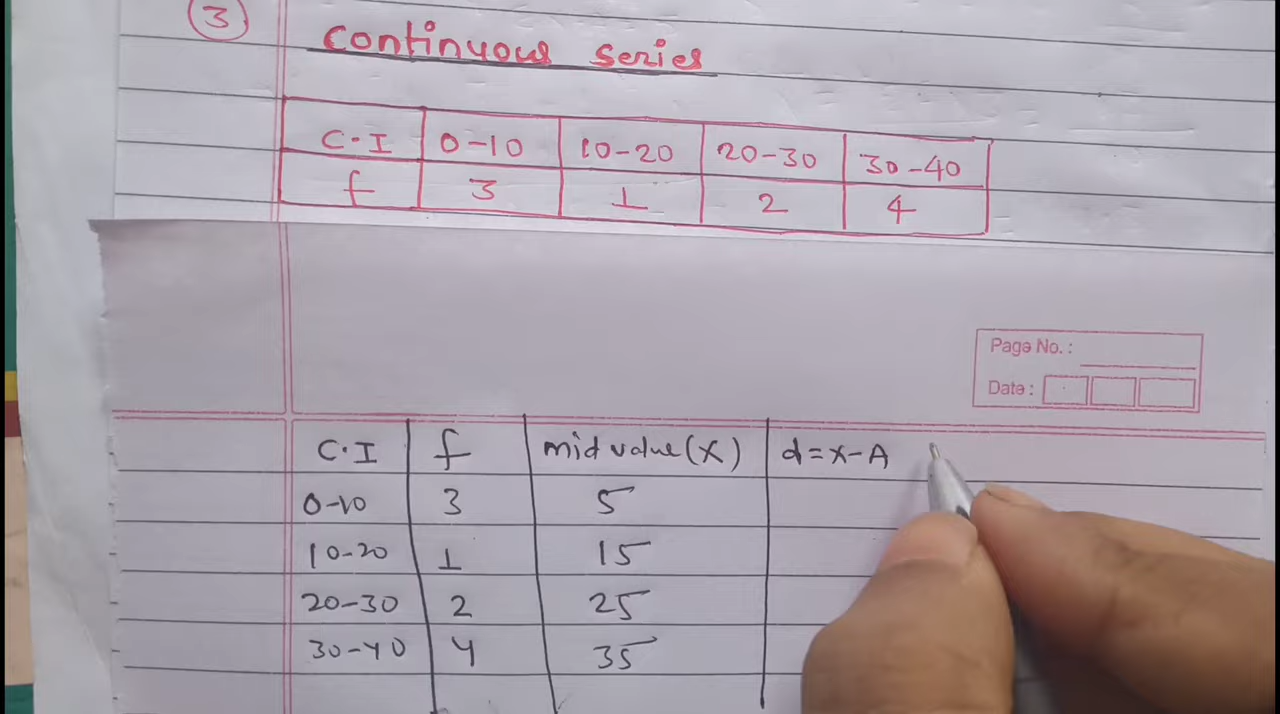 3 Continuous series
C.I 0-10 10-20 20-30 30-40
f 3 1 2 4
Page No. :
Date :
C.I f mid value (X) d=x-A
0-10 3 5
10-20 1 15
20-30 2 25
30-40 4 35